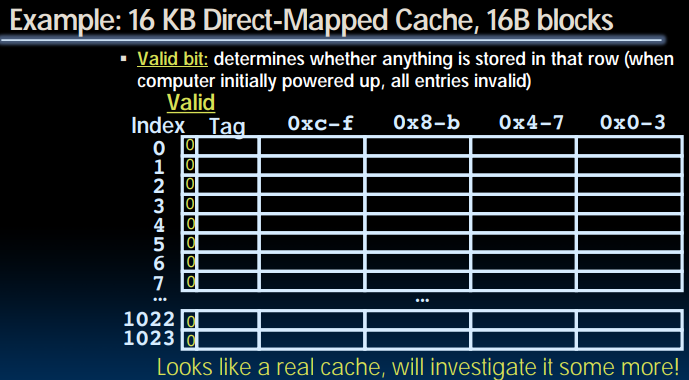 Example: 16 KB Direct-Mapped Cache, 16B blocks
▪ Valid bit: determines whether anything is stored in that row (when
computer initially powered up, all entries invalid)
Valid
Index Tag 0xc-f 0x8-b 0x4-7 0x0-3
0 0
1 0
2 0
3 0
4 0
5 0
6 0
7 0
... ...
1022 0
1023 0
Looks like a real cache, will investigate it some more!